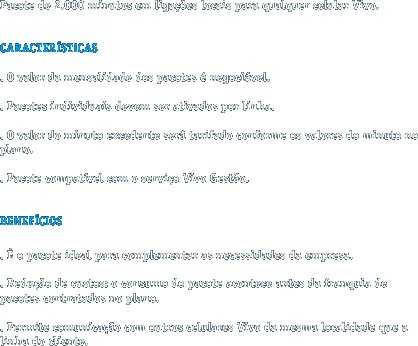 Pacote de 2.000 minutos em ligações locais para qualquer celular Vivo.
CARACTERÍSTICAS
. O valor da mensalidade dos pacotes é negociável.
. Pacotes individuais devem ser ativados por linha.
. O valor do minuto excedente será tarifado conforme os valores do minuto no
plano.
. Pacote compatível com o serviço Vivo Gestão.
BENEFÍCIOS
. É o pacote ideal para complementar as necessidades da empresa.
. Redução de custos: o consumo do pacote acontece antes da franquia de
pacotes contratados no plano.
. Permite comunicação com outros celulares Vivo da mesma localidade que a
linha do cliente.